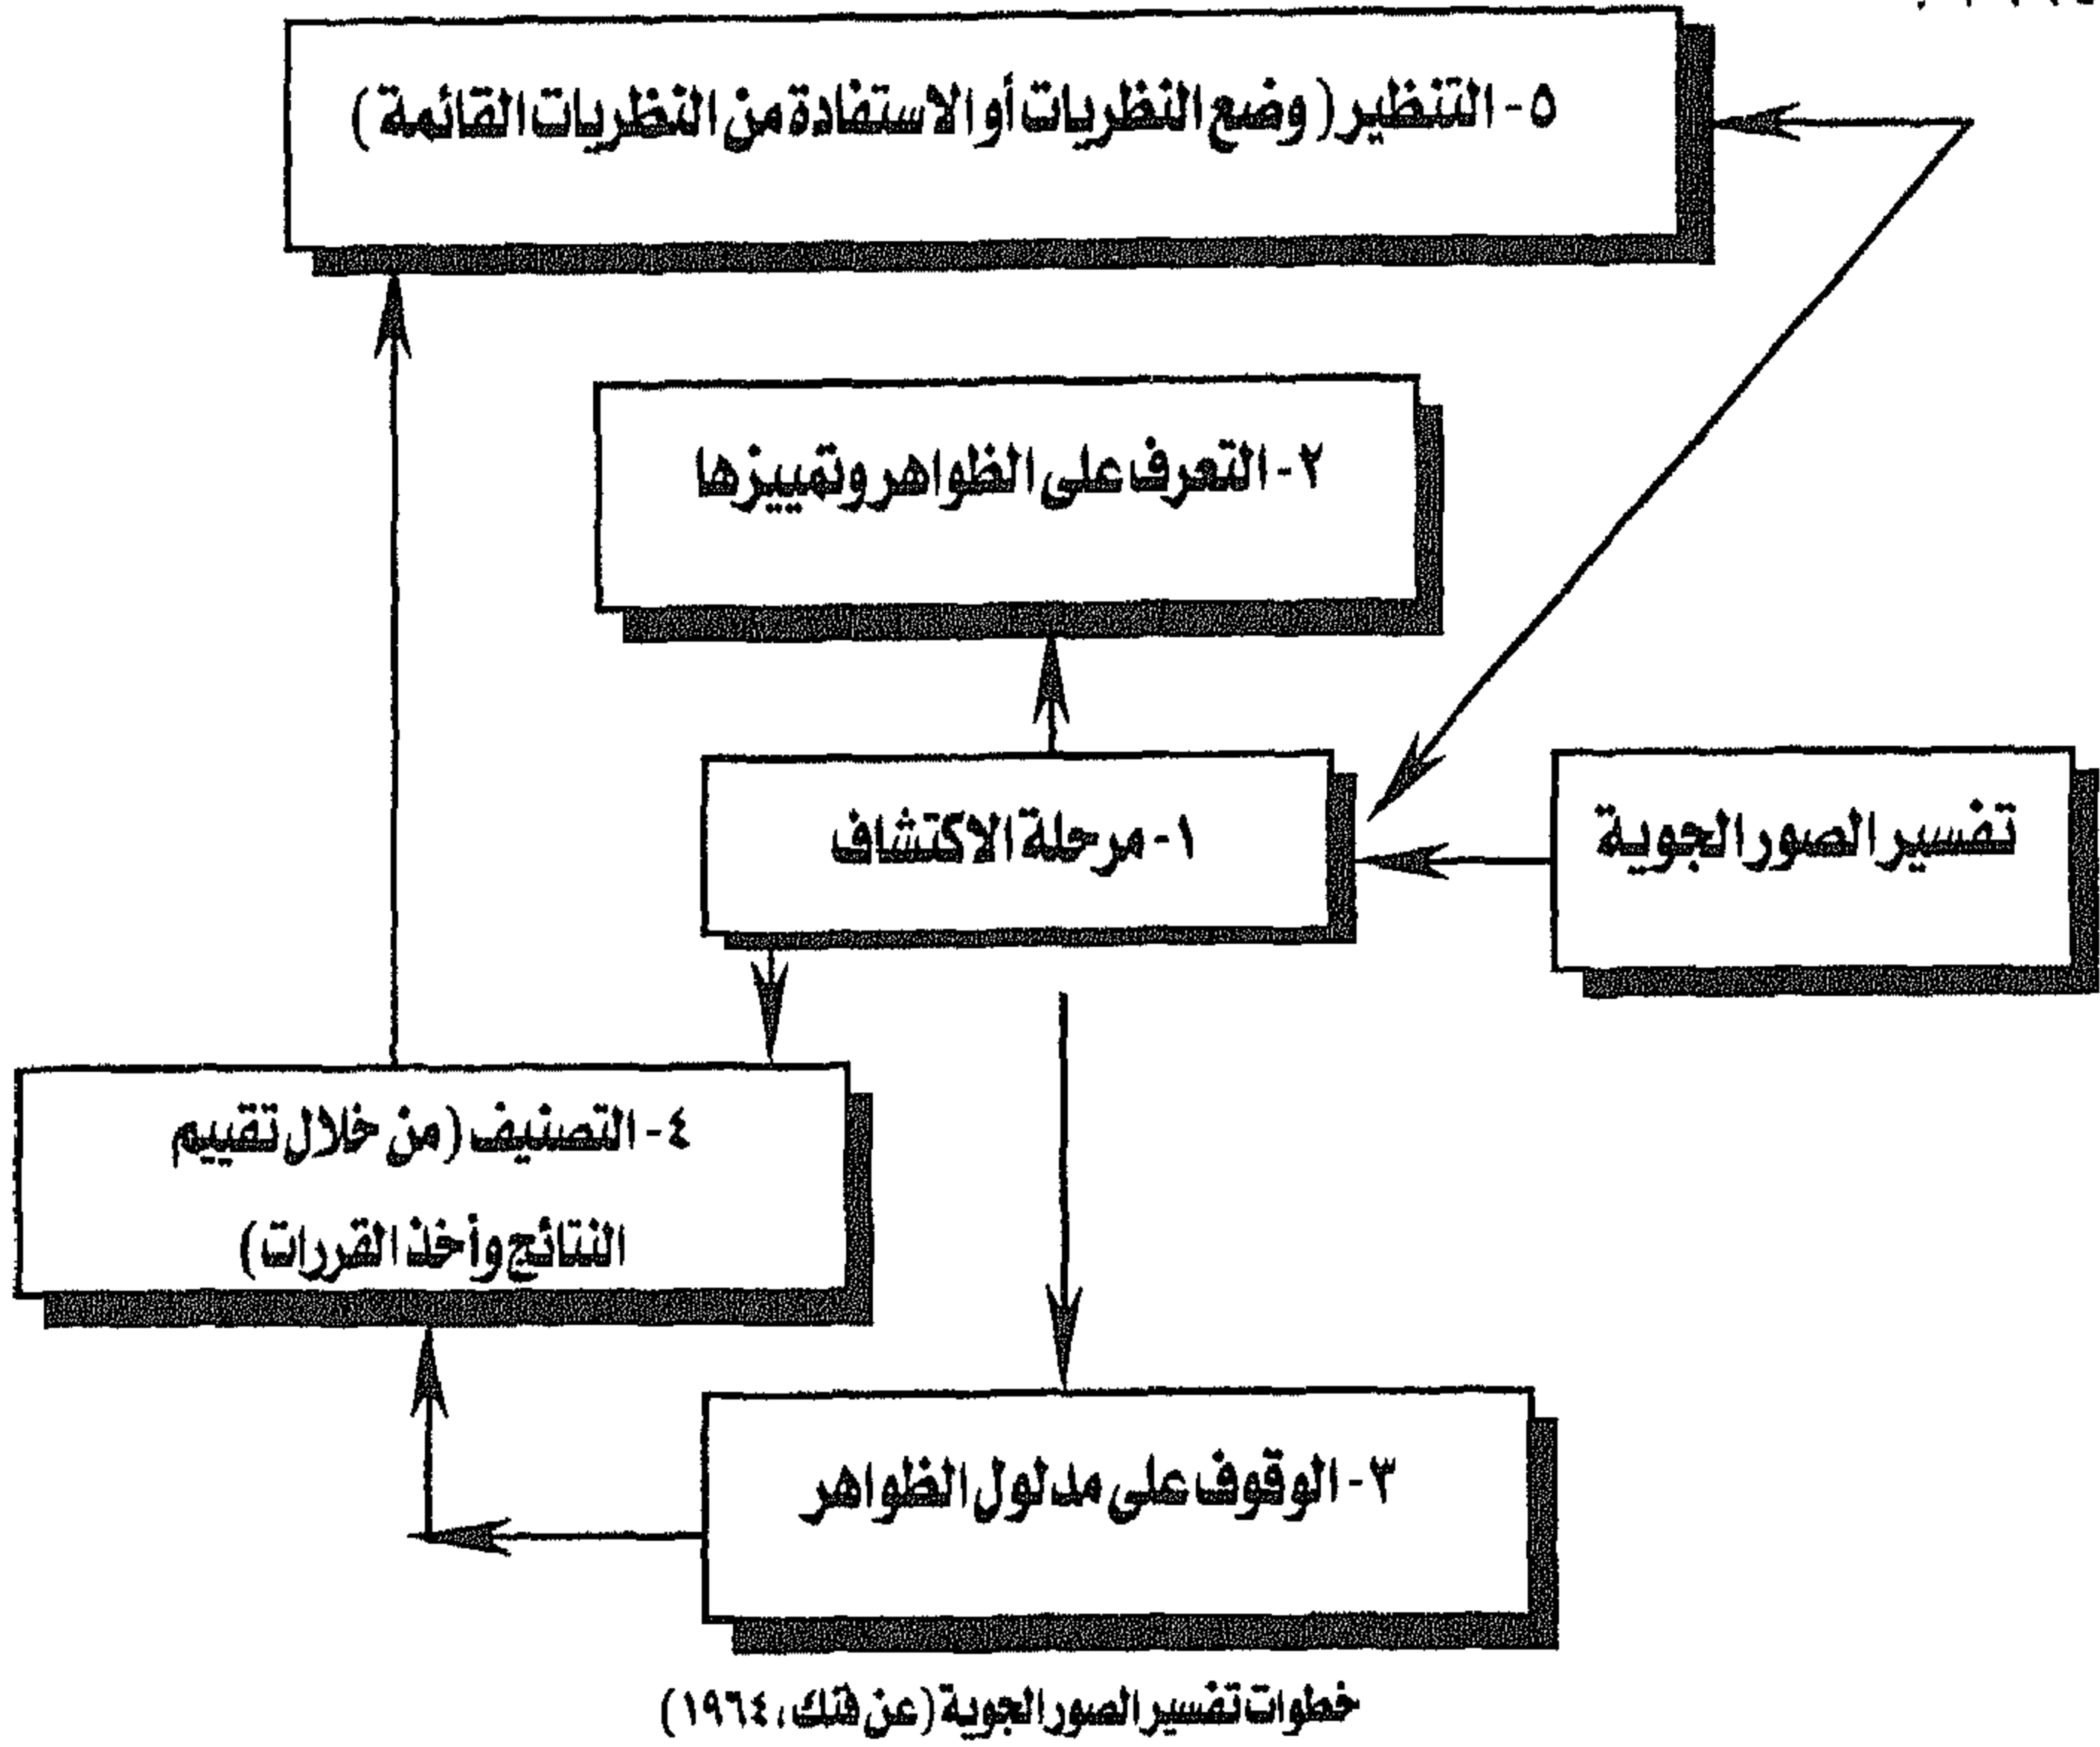 ٥- التنظير (وضع النظريات أو الاستفادة من النظريات القائمة)
٢- التعرف على الظواهر وتمييزها
١- مرحلة الاكتشاف
تفسير الصور الجوية
٤- التصنيف (من خلال تقييم
النتائج وأخذ القررات)
٣- الوقوف على مدلول الظواهر
خطوات تفسير الصور الجوية (عن فنك، ١٩٦٤)